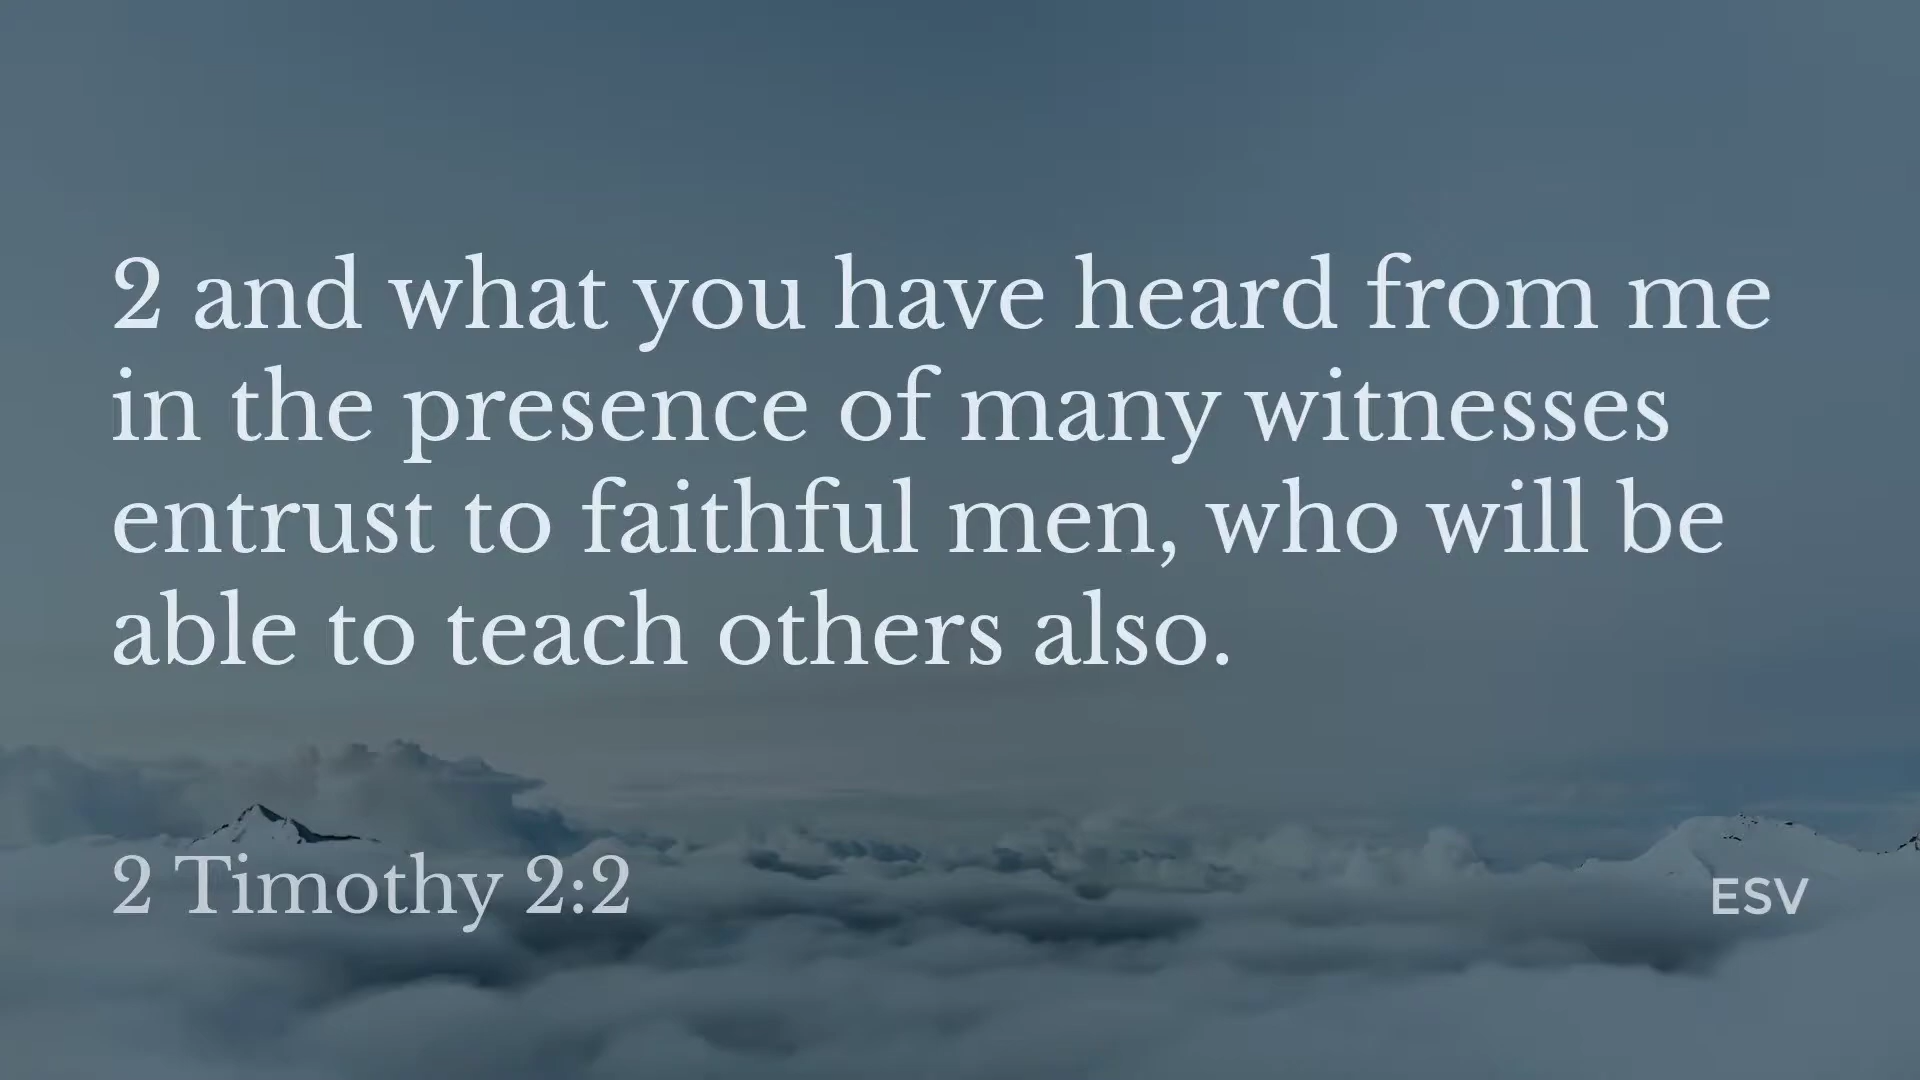 2 and what you have heard from me
in the presence of many witnesses
entrust to faithful men, who will be
able to teach others also.
2 Timothy 2:2
ESV